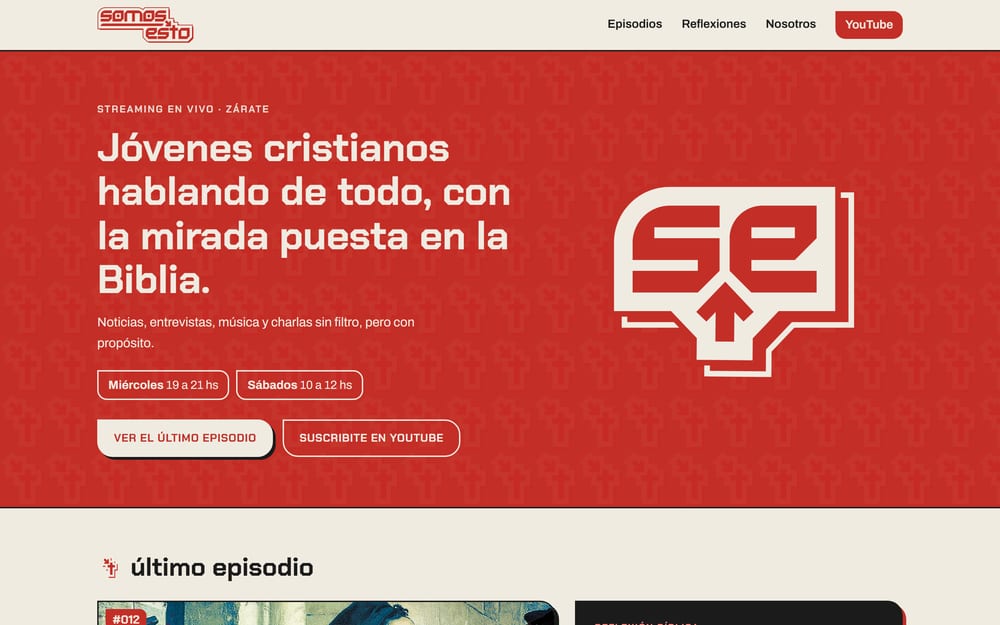 somos
esto
Episodios
Reflexiones
Nosotros
YouTube
STREAMING EN VIVO · ZÁRATE
Jóvenes cristianos
hablando de todo, con
la mirada puesta en la
Biblia.
Noticias, entrevistas, música y charlas sin filtro, pero con
propósito.
Miércoles 19 a 21 hs
Sábados 10 a 12 hs
VER EL ÚLTIMO EPISODIO
SUSCRIBITE EN YOUTUBE
se
último episodio
#012